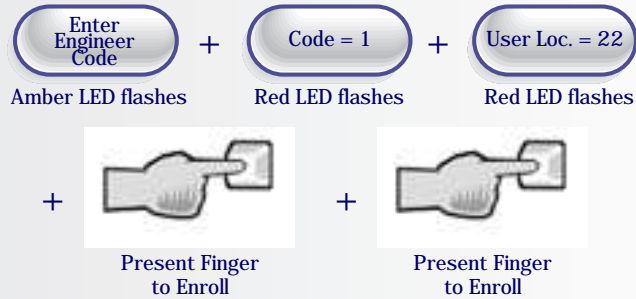 Enter
Engineer
Code
+
Code = 1
+
User Loc. = 22
Amber LED flashes
Red LED flashes
Red LED flashes
+
+
Present Finger
to Enroll
Present Finger
to Enroll